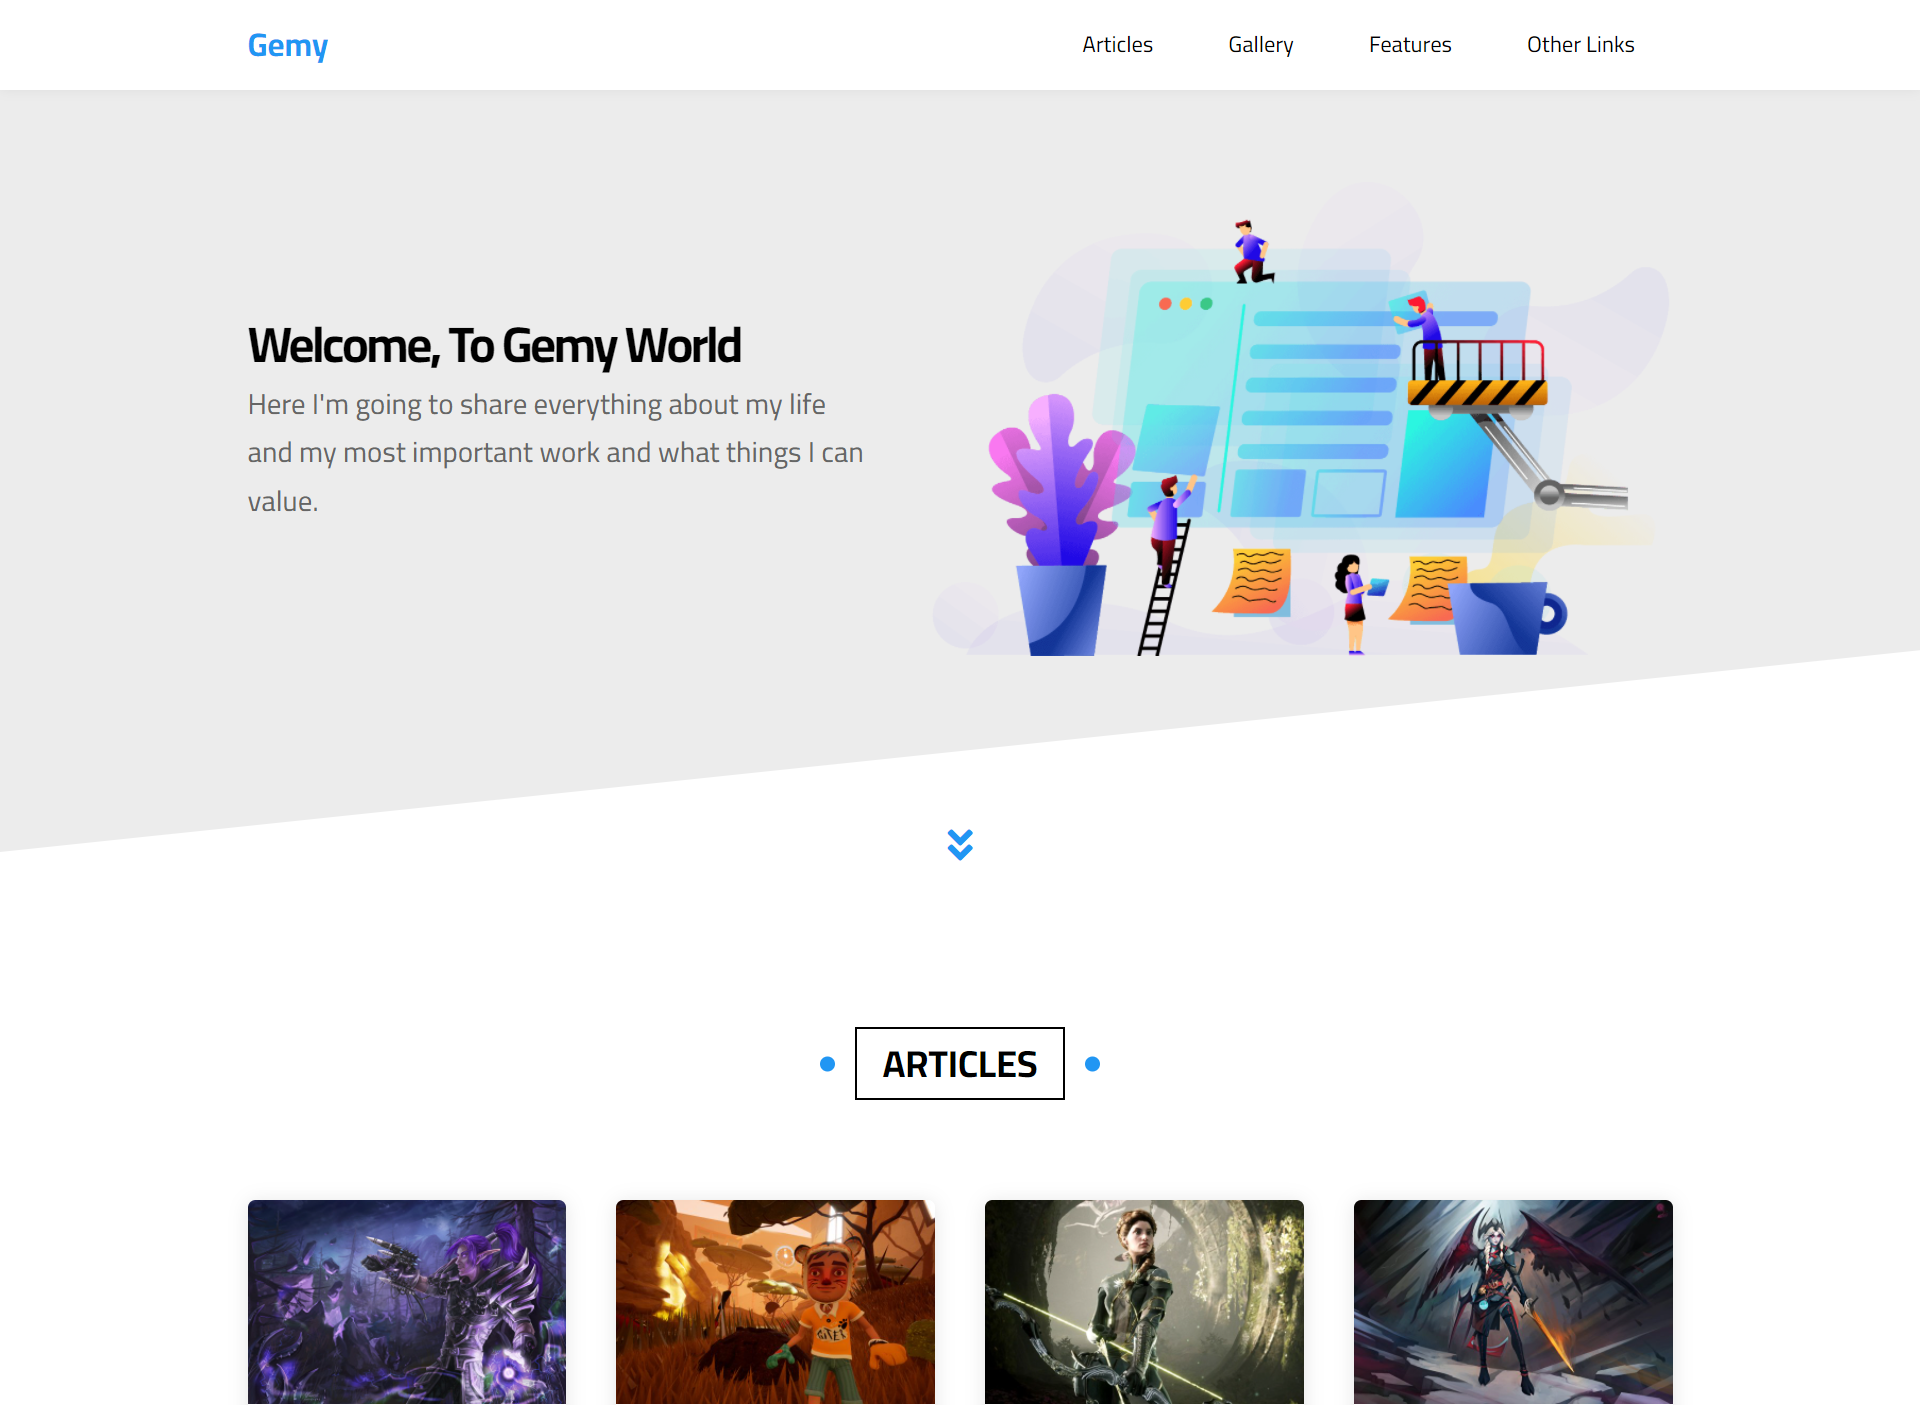 Gemy
Articles
Gallery
Features
Other Links
Welcome, To Gemy World
Here I'm going to share everything about my life
and my most important work and what things I can
value.
ARTICLES